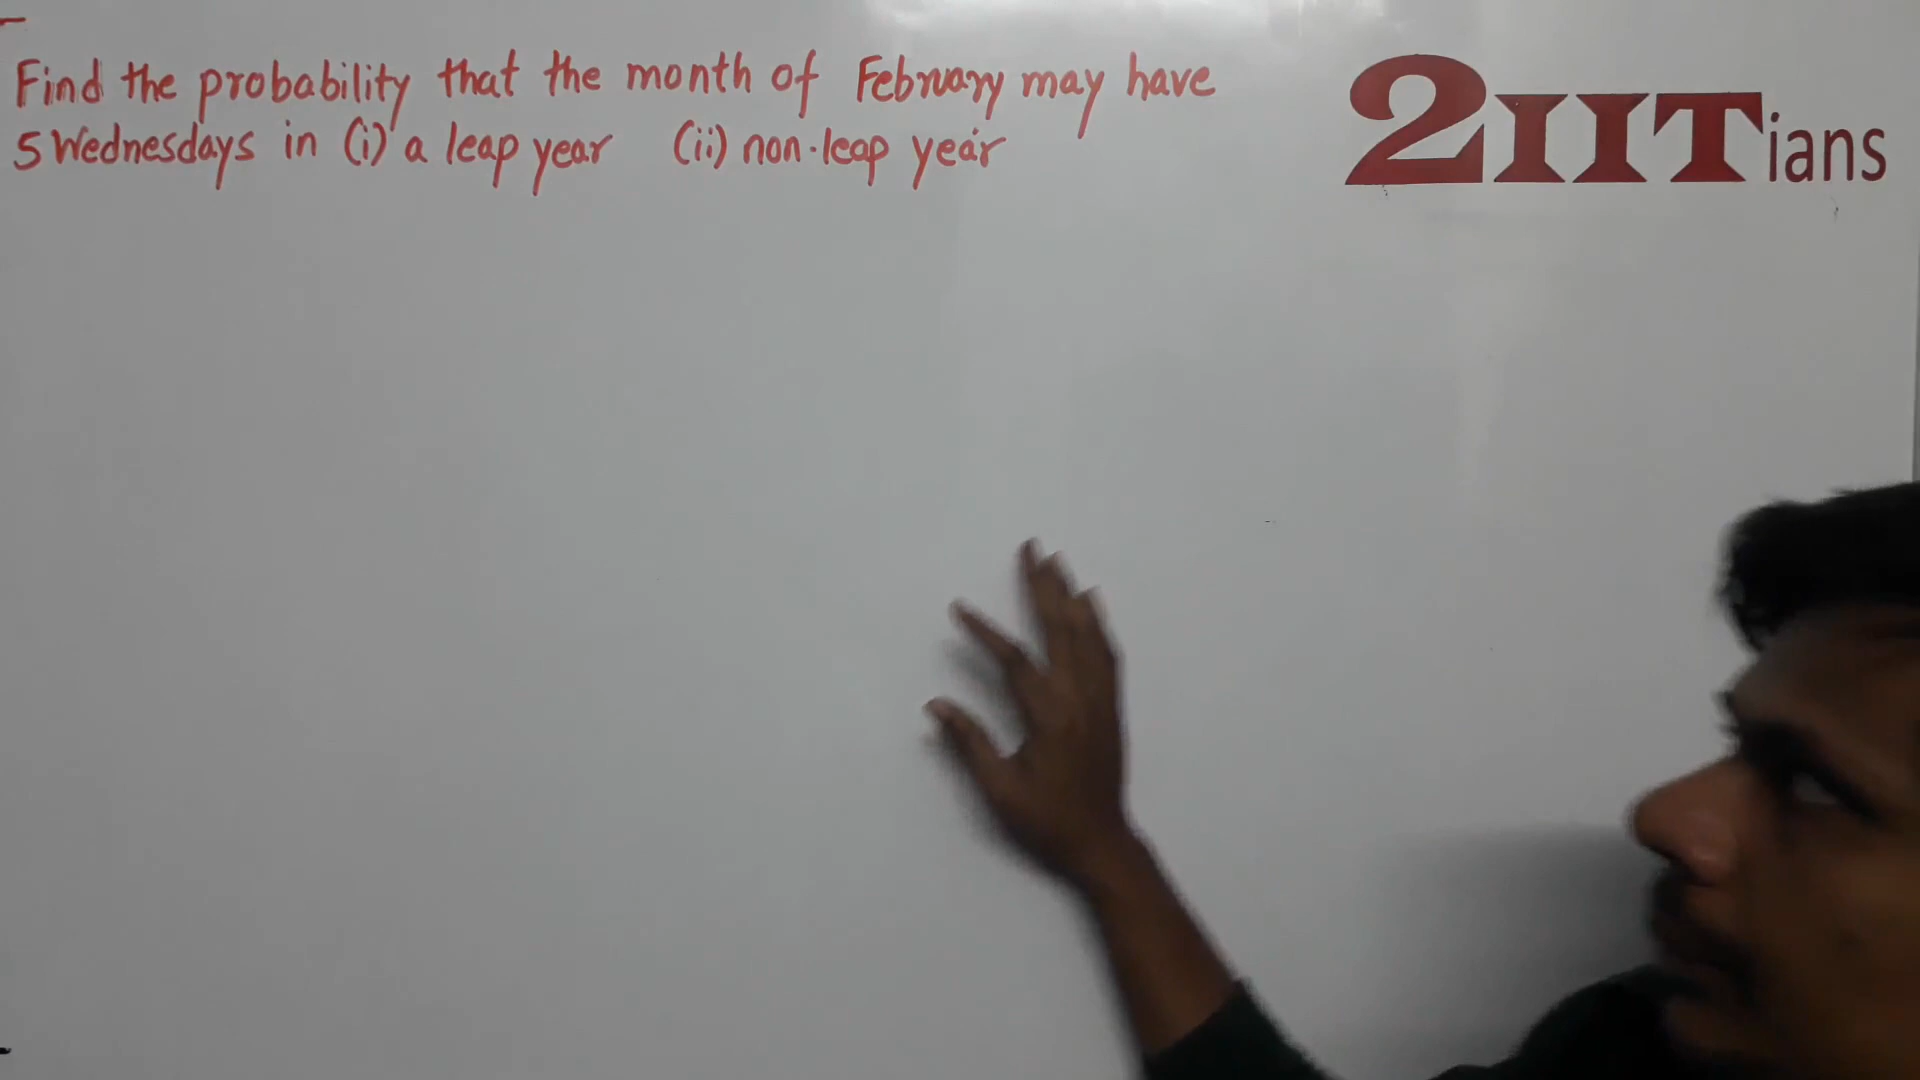 Find the probability that the month of February may have
5 Wednesdays in (i) a leap year (ii) non-leap year
2IITians